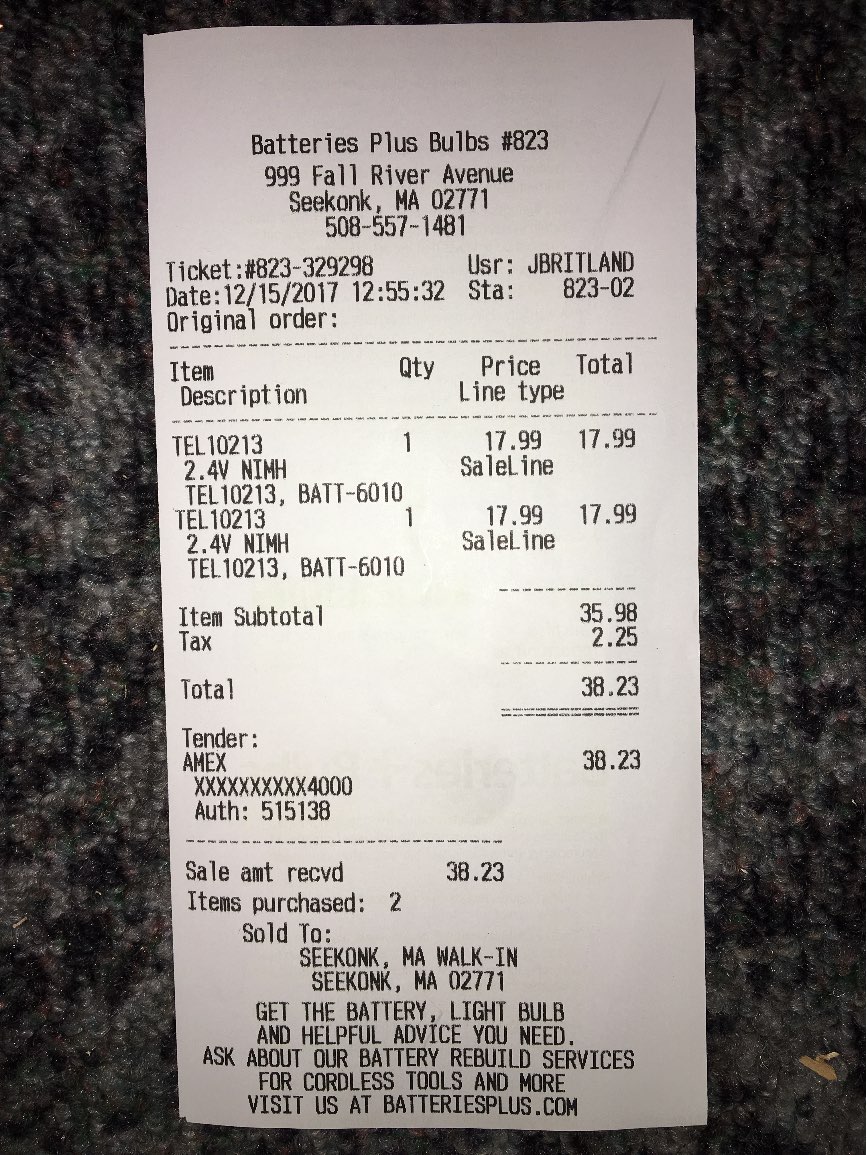 Batteries Plus Bulbs #823
999 Fall River Avenue
Seekonk, MA 02771
508-557-1481
Ticket:#823-329298 Usr: JBRITLAND
Date:12/15/2017 12:55:32 Sta: 823-02
Original order:
Item Qty Price Total
Description Line type
TEL10213 1 17.99 17.99
2.4V NIMH SaleLine
TEL10213, BATT-6010
TEL10213 1 17.99 17.99
2.4V NIMH SaleLine
TEL10213, BATT-6010
Item Subtotal 35.98
Tax 2.25
Total 38.23
Tender:
AMEX 38.23
XXXXXXXXXX4000
Auth: 515138
Sale amt recvd 38.23
Items purchased: 2
Sold To:
SEEKONK, MA WALK-IN
SEEKONK, MA 02771
GET THE BATTERY, LIGHT BULB
AND HELPFUL ADVICE YOU NEED.
ASK ABOUT OUR BATTERY REBUILD SERVICES
FOR CORDLESS TOOLS AND MORE
VISIT US AT BATTERIESPLUS.COM